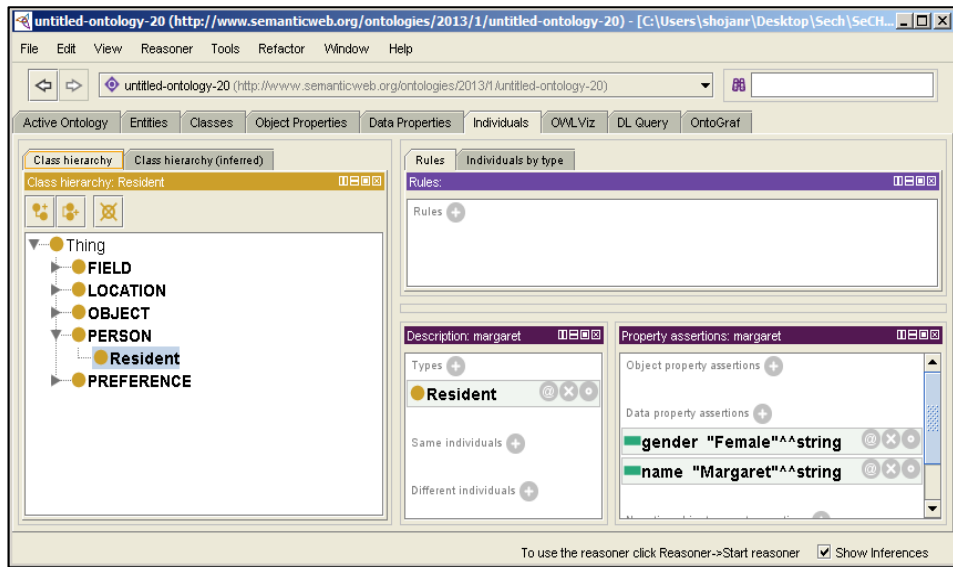 untitled-ontology-20 (http://www.semanticweb.org/ontologies/2013/1/untitled-ontology-20) - [C:\Users\shojanr\Desktop\Sech\SeCH...
File Edit View Reasoner Tools Refactor Window Help
untitled-ontology-20 (http://www.semanticweb.org/ontologies/2013/1/untitled-ontology-20)
Active Ontology Entities Classes Object Properties Data Properties Individuals OWLViz DL Query OntoGraf
Class hierarchy Class hierarchy (inferred)
Rules Individuals by type
Class hierarchy: Resident
Rules:
Rules
Thing
FIELD
LOCATION
OBJECT
PERSON
Resident
PREFERENCE
Description: margaret
Types
Resident
Same individuals
Different individuals
Property assertions: margaret
Object property assertions
Data property assertions
gender "Female"^^string
name "Margaret"^^string
To use the reasoner click Reasoner->Start reasoner Show Inferences